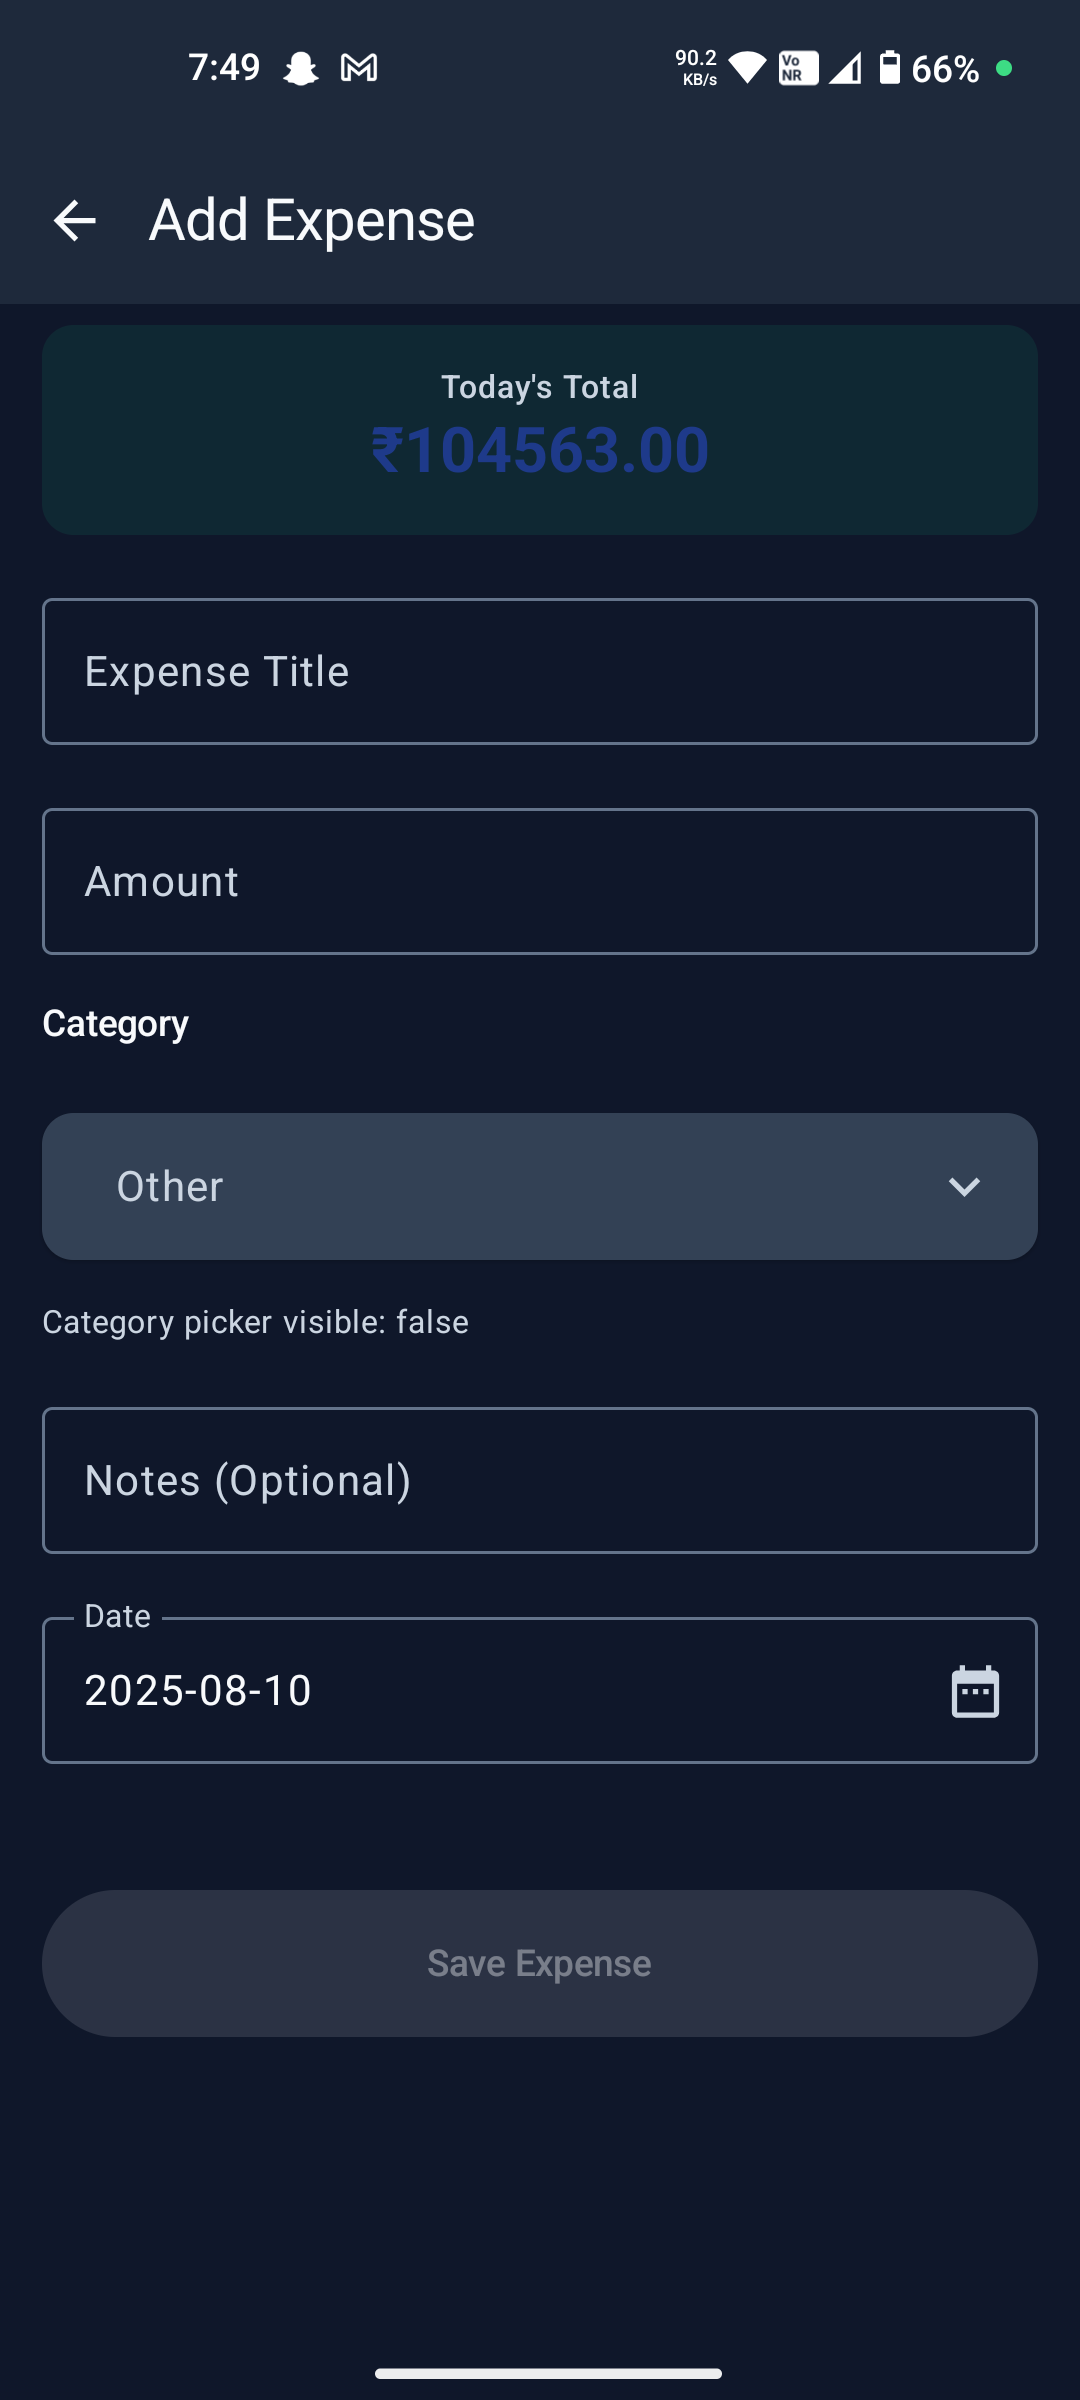 7:49
90.2
KB/s
Vo
NR
66%
Add Expense
Today's Total
₹104563.00
Expense Title
Amount
Category
Other
Category picker visible: false
Notes (Optional)
Date
2025-08-10
Save Expense